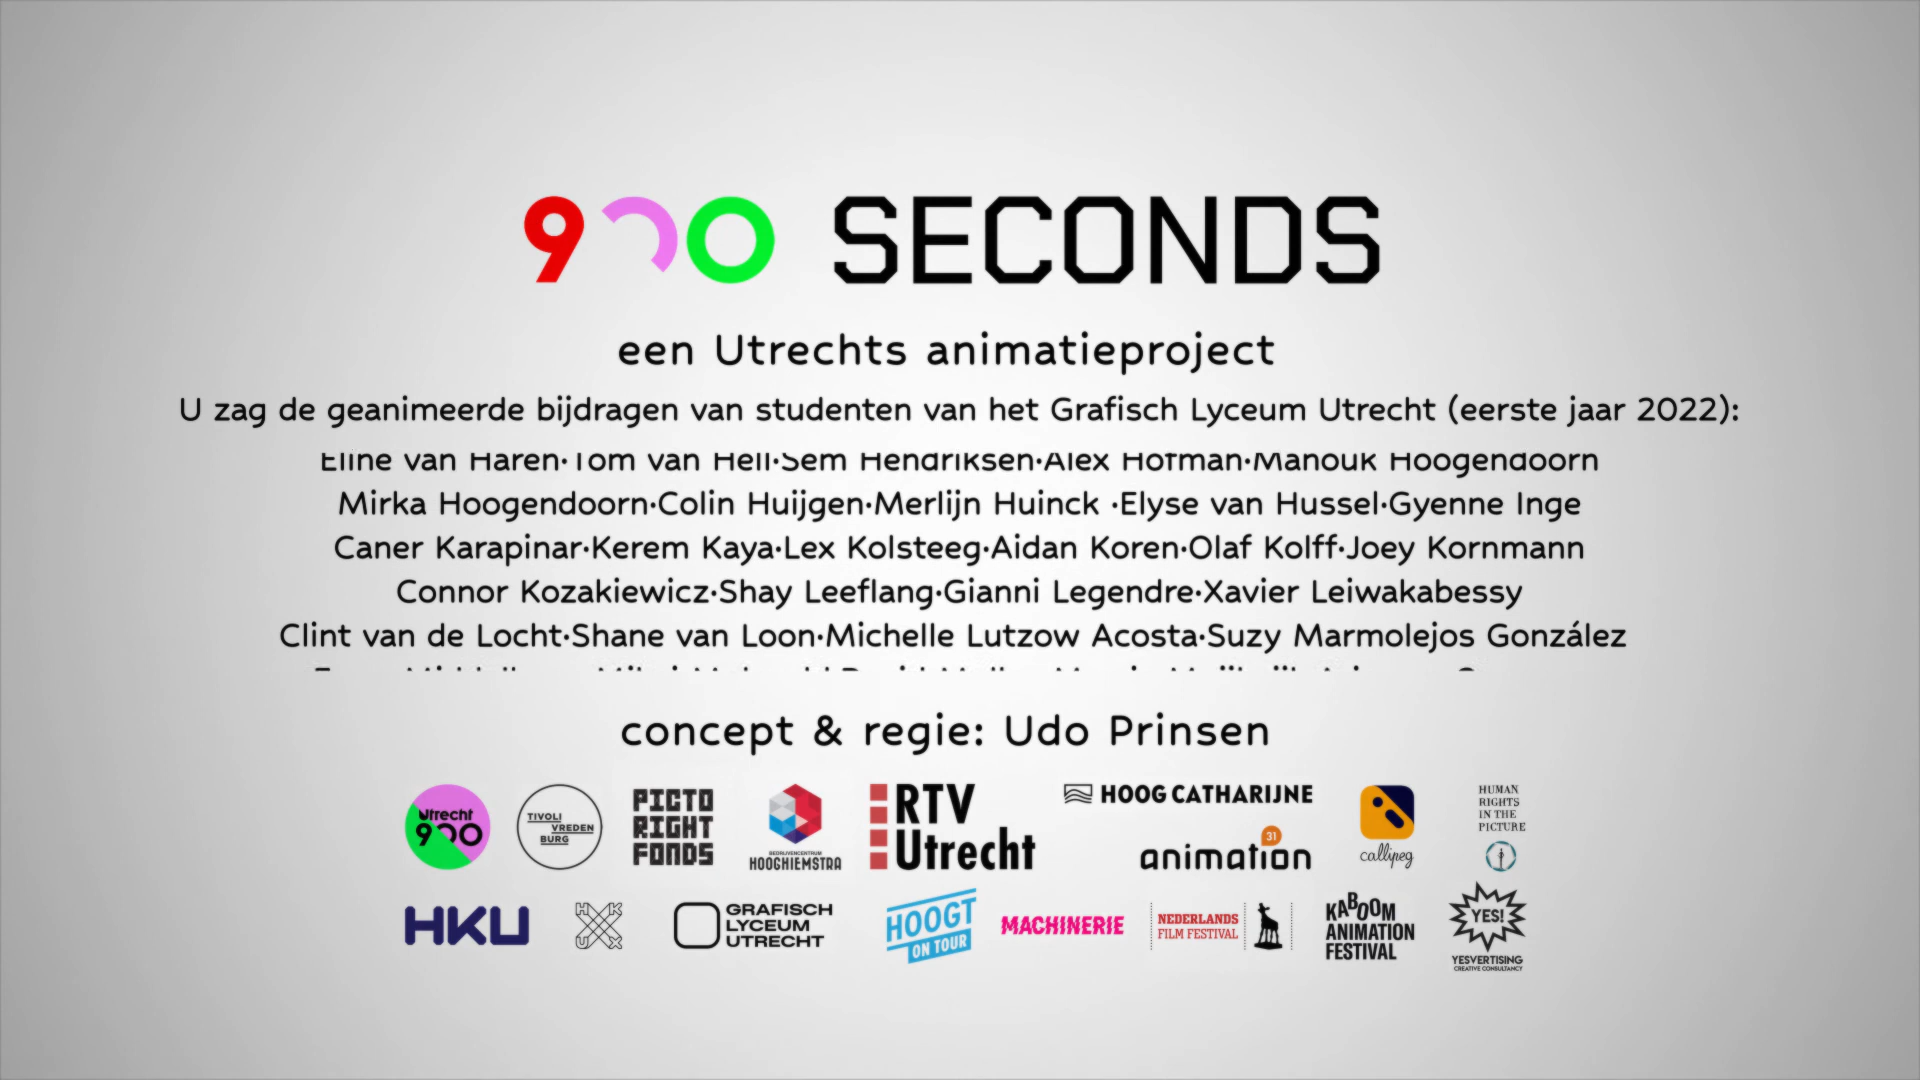 900 SECONDS
een Utrechts animatieproject
U zag de geanimeerde bijdragen van studenten van het Grafisch Lyceum Utrecht (eerste jaar 2022):
Eline van Haren·Tom van Hell·Sem Hendriksen·Alex Hofman·Manouk Hoogendoorn
Mirka Hoogendoorn·Colin Huijgen·Merlijn Huinck ·Elyse van Hussel·Gyenne Inge
Caner Karapinar·Kerem Kaya·Lex Kolsteeg·Aidan Koren·Olaf Kolff·Joey Kornmann
Connor Kozakiewicz·Shay Leeflang·Gianni Legendre·Xavier Leiwakabessy
Clint van de Locht·Shane van Loon·Michelle Lutzow Acosta·Suzy Marmolejos González
concept & regie: Udo Prinsen
Utrecht
900
TIVOLI
VREDEN
BURG
PICTO
RIGHT
FONDS
BEDRIJVENCENTRUM
HOOGHIEMSTRA
RTV
Utrecht
HOOG CATHARIJNE
31
animation
callipeg
HUMAN
RIGHTS
IN THE
PICTURE
HKU
HK
UX
GRAFISCH
LYCEUM
UTRECHT
HOOGT
ON TOUR
MACHINERIE
NEDERLANDS
FILM FESTIVAL
KABOOM
ANIMATION
FESTIVAL
YES!
YESVERTISING
CREATIVE CONSULTANCY